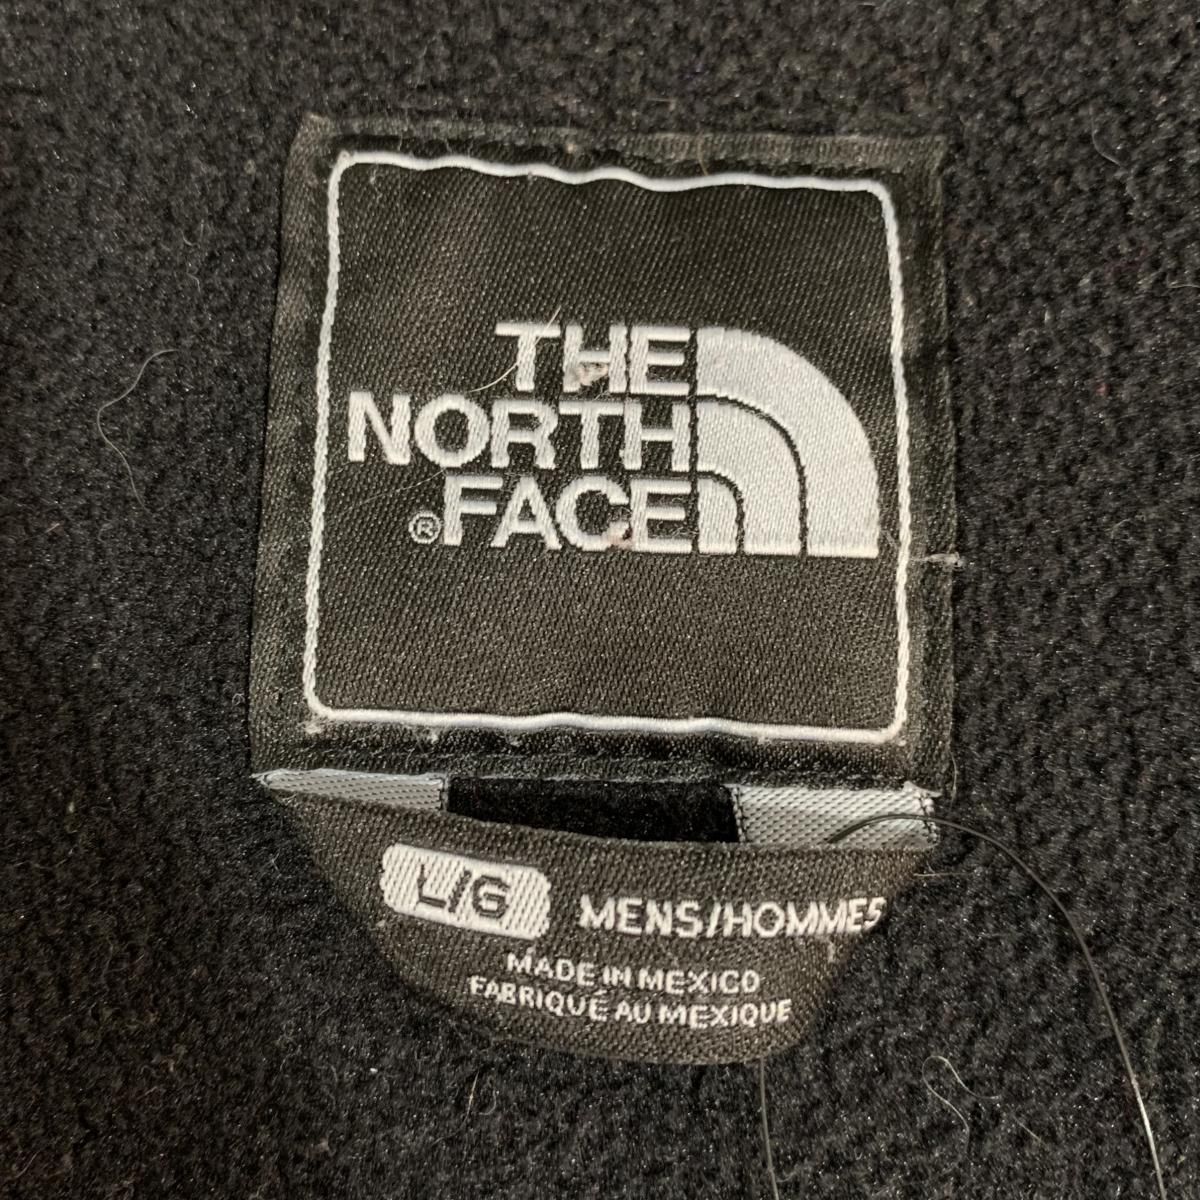 THE
NORTH
®FACE
L/G MENS/HOMMES
MADE IN MEXICO
FABRIQUÉ AU MEXIQUE